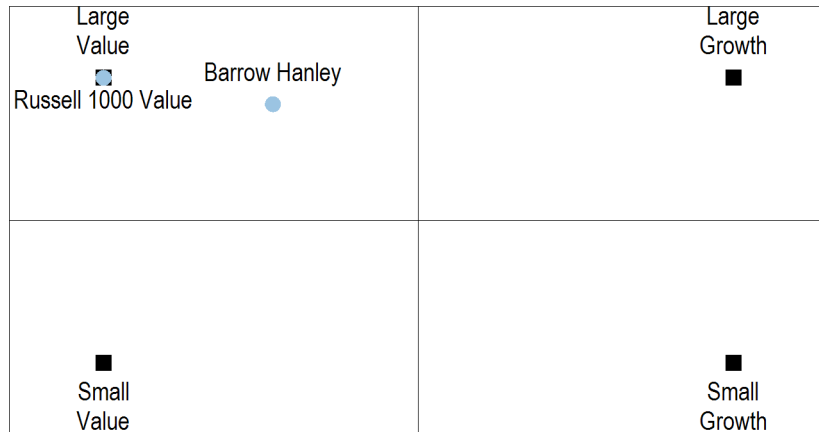 Large
Value
Large
Growth
Barrow Hanley
Russell 1000 Value
Small
Value
Small
Growth